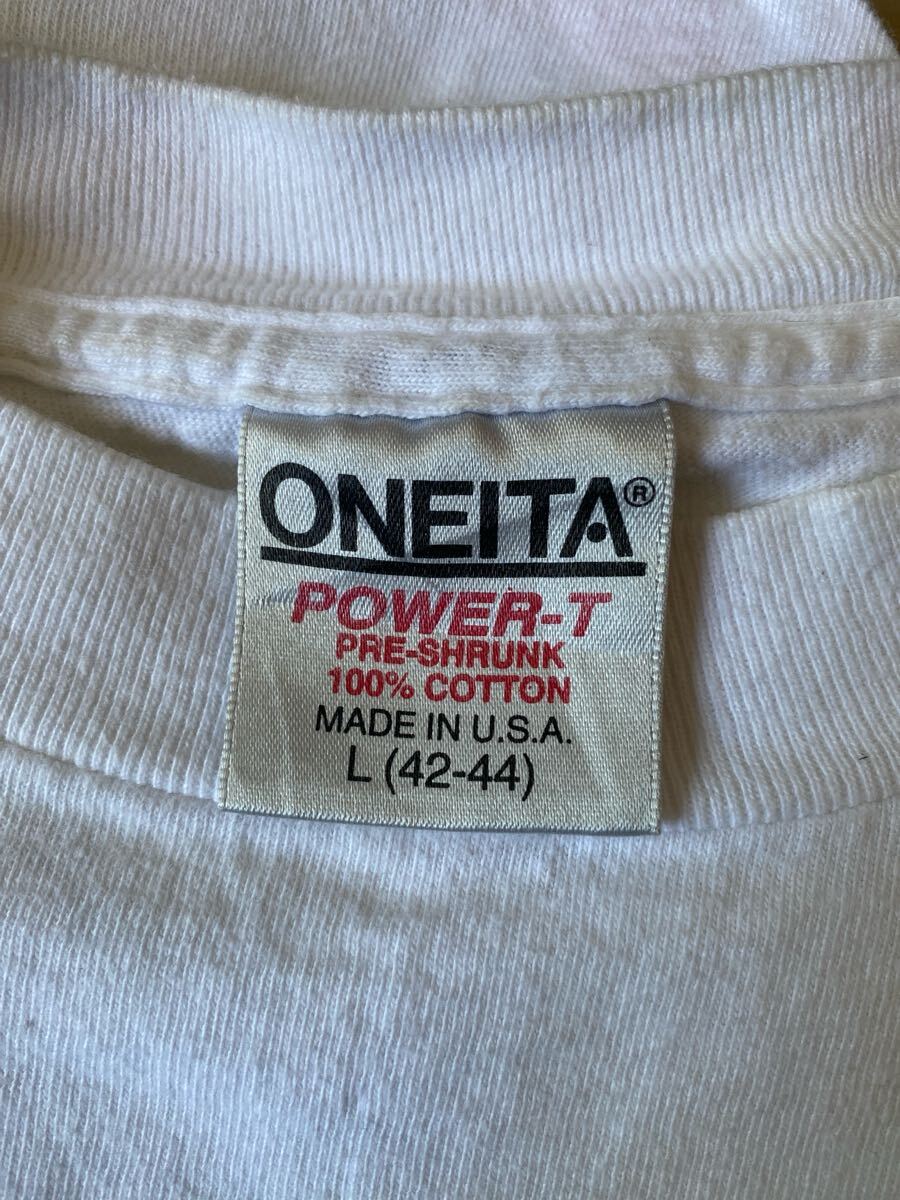 ONEITA®
POWER-T
PRE-SHRUNK
100% COTTON
MADE IN U.S.A.
L (42-44)